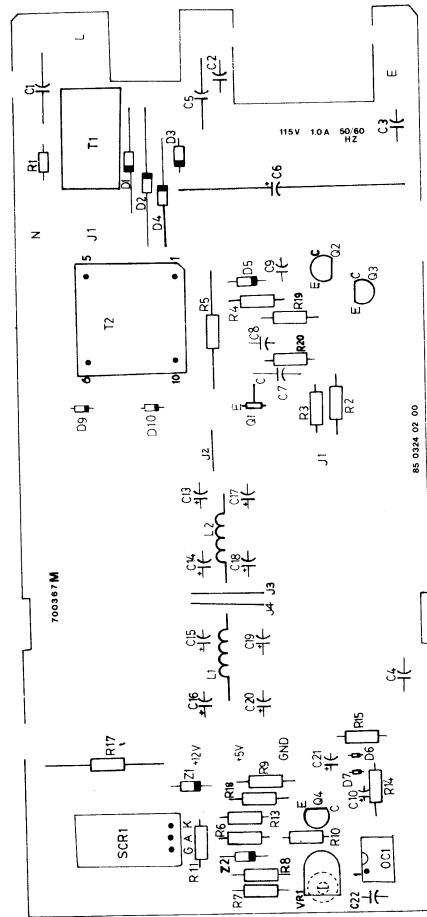 L
C1
C5
C2
E
R1
T1
115V 1.0A 50/60
HZ
C3
D1
D2
D3
D4
C6
N
J1
5
1
T2
6
10
D5
C9
C
Q2
E
R4
R19
C
Q3
E
R5
C8
R20
C7
D9
D10
E
C
Q1
R3
R2
J2
J1
85 0324 02 00
C13
C17
L2
C14
C18
700367M
J3
J4
C15
C19
L1
C16
C20
C4
R17
+12V
+5V
GND
R15
Z1
R18
R9
C21
D6
D7
SCR1
G A K
R11
R6
R13
Q4
E
C
C10
R14
Z2
R8
R10
R7
VR1
1
OC1
C22